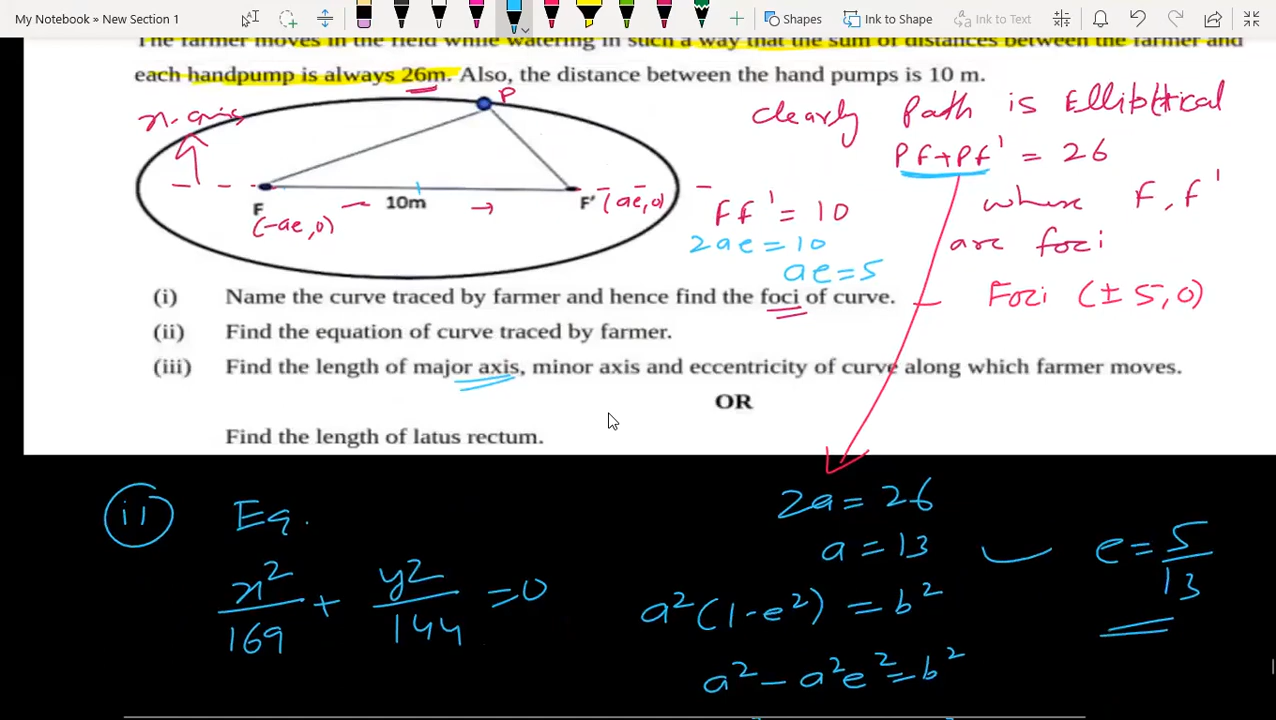 My Notebook » New Section 1
Shapes
Ink to Shape
Ink to Text
The farmer moves in the field while watering in such a way that the sum of distances between the farmer and
each handpump is always 26m. Also, the distance between the hand pumps is 10 m.
x-axis
P
F
10m
F'
(-ae,0)
(ae,0)
clearly Path is Elliptical
Pf+Pf' = 26
where F, f'
are foci
Ff' = 10
2ae = 10
ae = 5
(i) Name the curve traced by farmer and hence find the foci of curve.
Foci (± 5,0)
(ii) Find the equation of curve traced by farmer.
(iii) Find the length of major axis, minor axis and eccentricity of curve along which farmer moves.
OR
Find the length of latus rectum.
(ii) Eq.
x²/169 + y2/144 = 0
2a = 26
a = 13
e = 5/13
a²(1-e²) = b²
a² - a²e² = b²